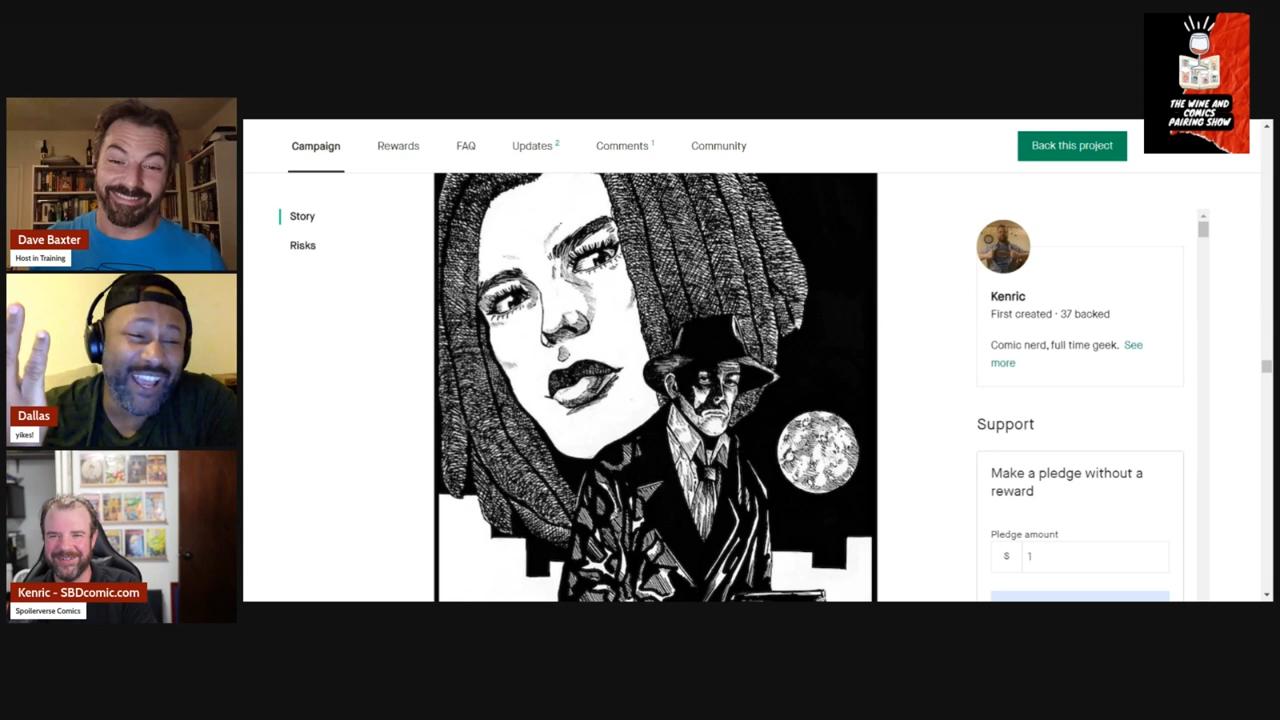 THE WINE AND
COMICS
PAIRING SHOW
Campaign
Rewards
FAQ
Updates 2
Comments 1
Community
Back this project
Story
Risks
Dave Baxter
Host in Training
Dallas
yikes!
Kenric - SBDcomic.com
Spoilerverse Comics
Kenric
First created · 37 backed
Comic nerd, full time geek. See
more
Support
Make a pledge without a
reward
Pledge amount
$ 1